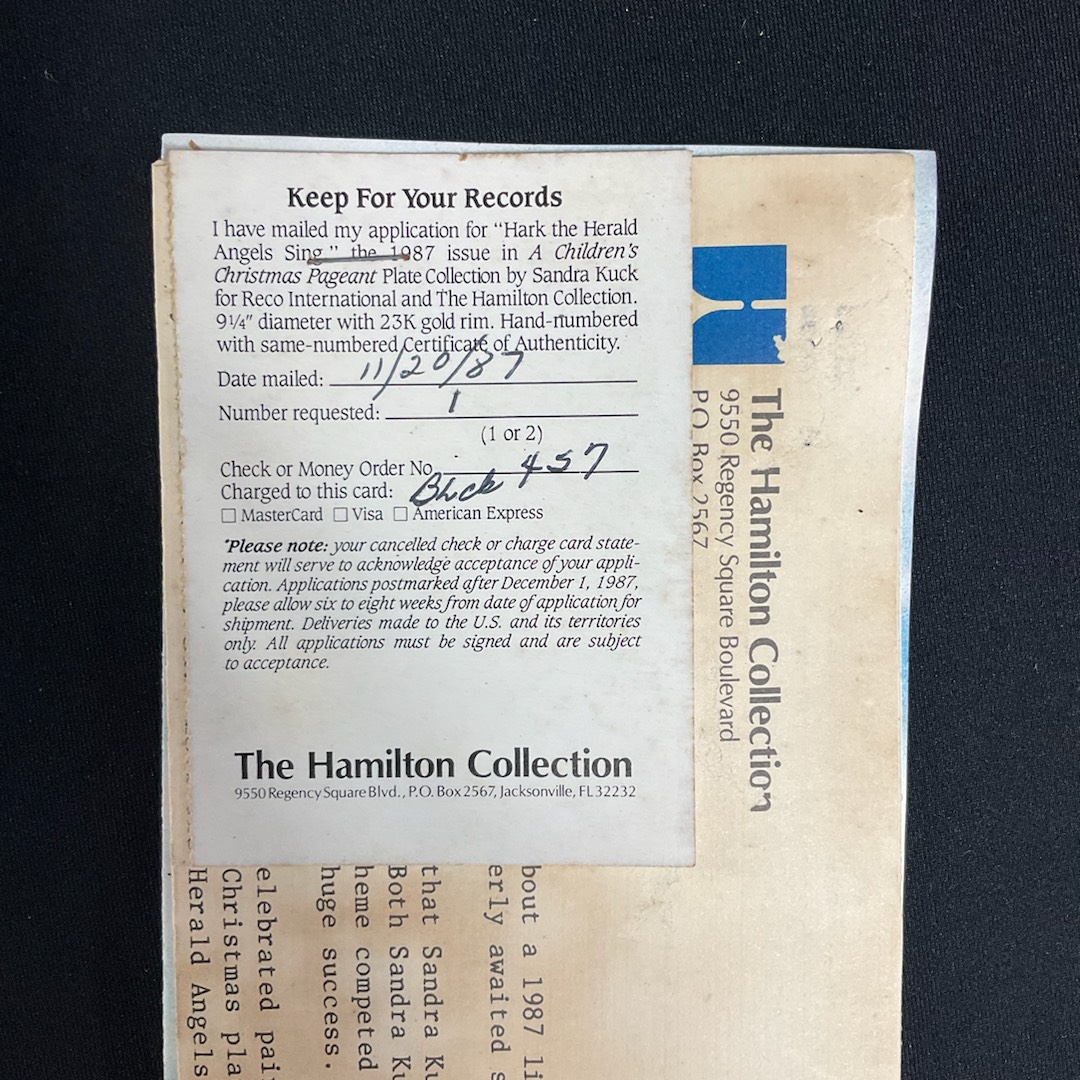 Keep For Your Records
I have mailed my application for “Hark the Herald
Angels Sing,” the 1987 issue in A Children's
Christmas Pageant Plate Collection by Sandra Kuck
for Reco International and The Hamilton Collection.
9¼" diameter with 23K gold rim. Hand-numbered
with same-numbered Certificate of Authenticity.
Date mailed: 11/20/87
Number requested: 1
(1 or 2)
Check or Money Order No. 457
Charged to this card:
☐ MasterCard ☐ Visa ☐ American Express
*Please note: your cancelled check or charge card state-
ment will serve to acknowledge acceptance of your appli-
cation. Applications postmarked after December 1, 1987,
please allow six to eight weeks from date of application for
shipment. Deliveries made to the U.S. and its territories
only. All applications must be signed and are subject
to acceptance.
The Hamilton Collection
9550 Regency Square Blvd., P.O. Box 2567, Jacksonville, FL 32232
The Hamilton Collection
9550 Regency Square Boulevard
P.O. Box 2567
bout a 1987 li
erly awaited s
that Sandra Ku
Both Sandra Ku
heme competed
huge success.
elebrated pai
Christmas pla
Herald Angels